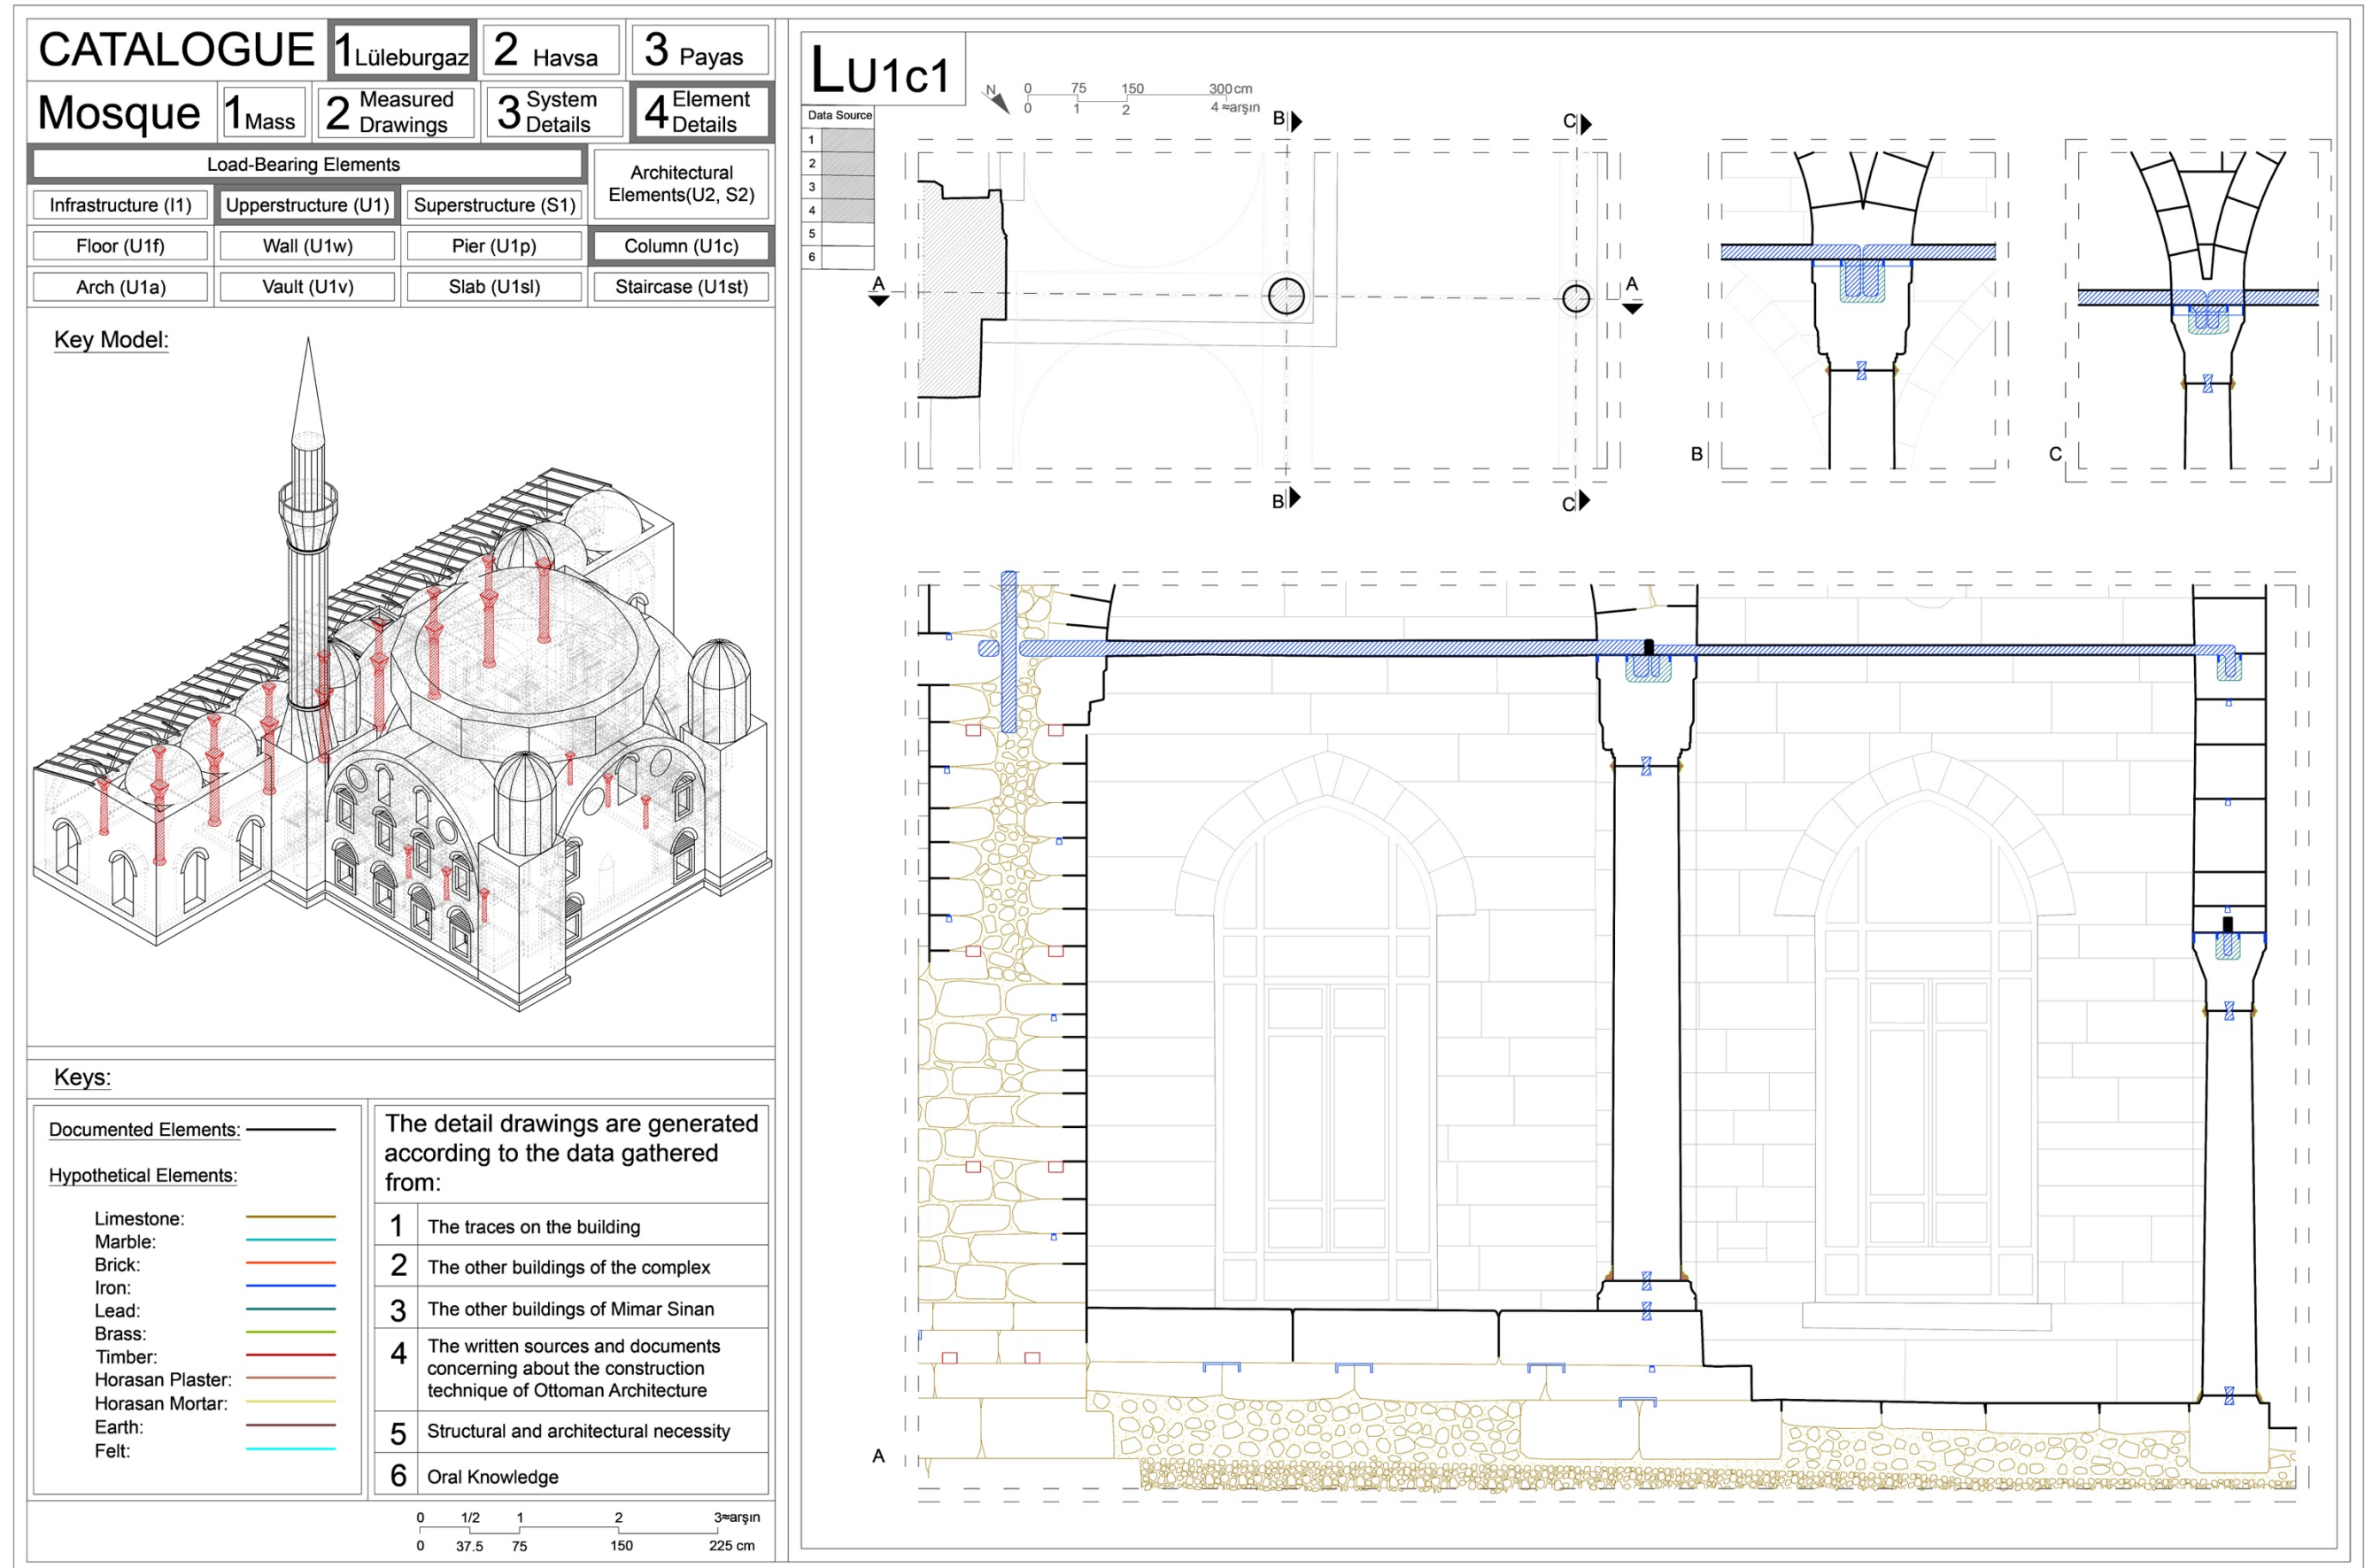 CATALOGUE 1 Lüleburgaz 2 Havsa 3 Payas
Mosque 1 Mass 2 Measured Drawings 3 System Details 4 Element Details
Load-Bearing Elements
Architectural
Elements(U2, S2)
Infrastructure (I1) Upperstructure (U1) Superstructure (S1)
Floor (U1f) Wall (U1w) Pier (U1p) Column (U1c)
Arch (U1a) Vault (U1v) Slab (U1sl) Staircase (U1st)
Key Model:
Keys:
Documented Elements:
Hypothetical Elements:
Limestone:
Marble:
Brick:
Iron:
Lead:
Brass:
Timber:
Horasan Plaster:
Horasan Mortar:
Earth:
Felt:
The detail drawings are generated
according to the data gathered
from:
1 The traces on the building
2 The other buildings of the complex
3 The other buildings of Mimar Sinan
4 The written sources and documents
concerning about the construction
technique of Ottoman Architecture
5 Structural and architectural necessity
6 Oral Knowledge
0 1/2 1 2 3≈arşın
0 37.5 75 150 225 cm
LU1c1
Data Source
1
2
3
4
5
6
N
0 75 150 300 cm
0 1 2 4 ≈arşın
B
C
A
A
B
C
B
C
A